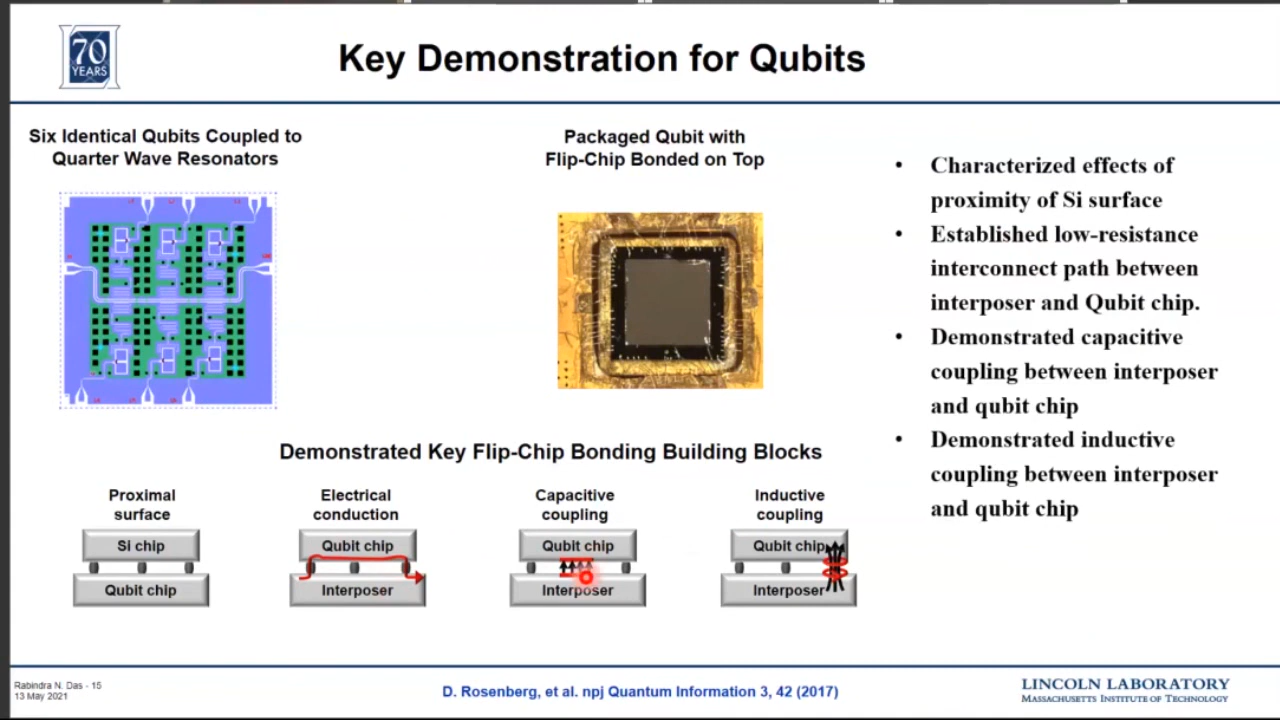 70
YEARS
Key Demonstration for Qubits
Six Identical Qubits Coupled to
Quarter Wave Resonators
Packaged Qubit with
Flip-Chip Bonded on Top
• Characterized effects of
proximity of Si surface
• Established low-resistance
interconnect path between
interposer and Qubit chip.
• Demonstrated capacitive
coupling between interposer
and qubit chip
• Demonstrated inductive
coupling between interposer
and qubit chip
Demonstrated Key Flip-Chip Bonding Building Blocks
Proximal
surface
Si chip
Qubit chip
Electrical
conduction
Qubit chip
Interposer
Capacitive
coupling
Qubit chip
Interposer
Inductive
coupling
Qubit chip
Interposer
Rabindra N. Das - 15
13 May 2021
D. Rosenberg, et al. npj Quantum Information 3, 42 (2017)
LINCOLN LABORATORY
MASSACHUSETTS INSTITUTE OF TECHNOLOGY